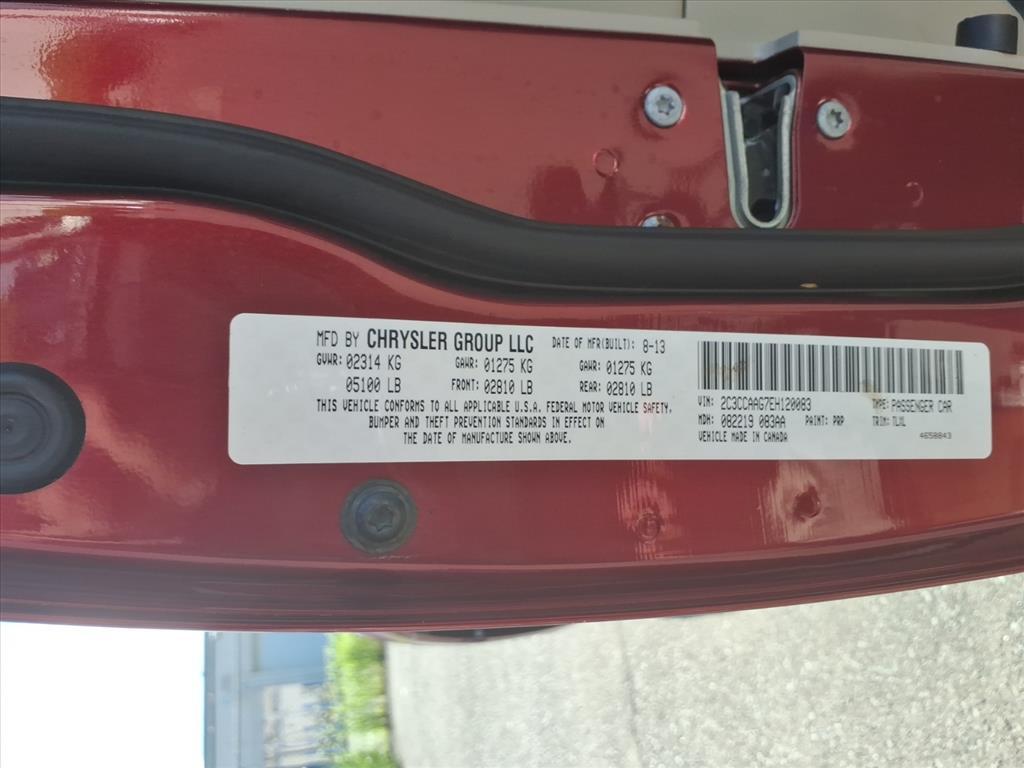 MFD BY CHRYSLER GROUP LLC DATE OF MFR(BUILT): 8-13
GVWR: 02314 KG GAWR: 01275 KG GAWR: 01275 KG
05100 LB FRONT: 02810 LB REAR: 02810 LB
THIS VEHICLE CONFORMS TO ALL APPLICABLE U.S.A. FEDERAL MOTOR VEHICLE SAFETY,
BUMPER AND THEFT PREVENTION STANDARDS IN EFFECT ON
THE DATE OF MANUFACTURE SHOWN ABOVE.
VIN: 2C3CCAAG7EH120083 TYPE: PASSENGER CAR
MDH: 082219 083AA PAINT: PRP TRIM: TLXL
VEHICLE MADE IN CANADA 4658843